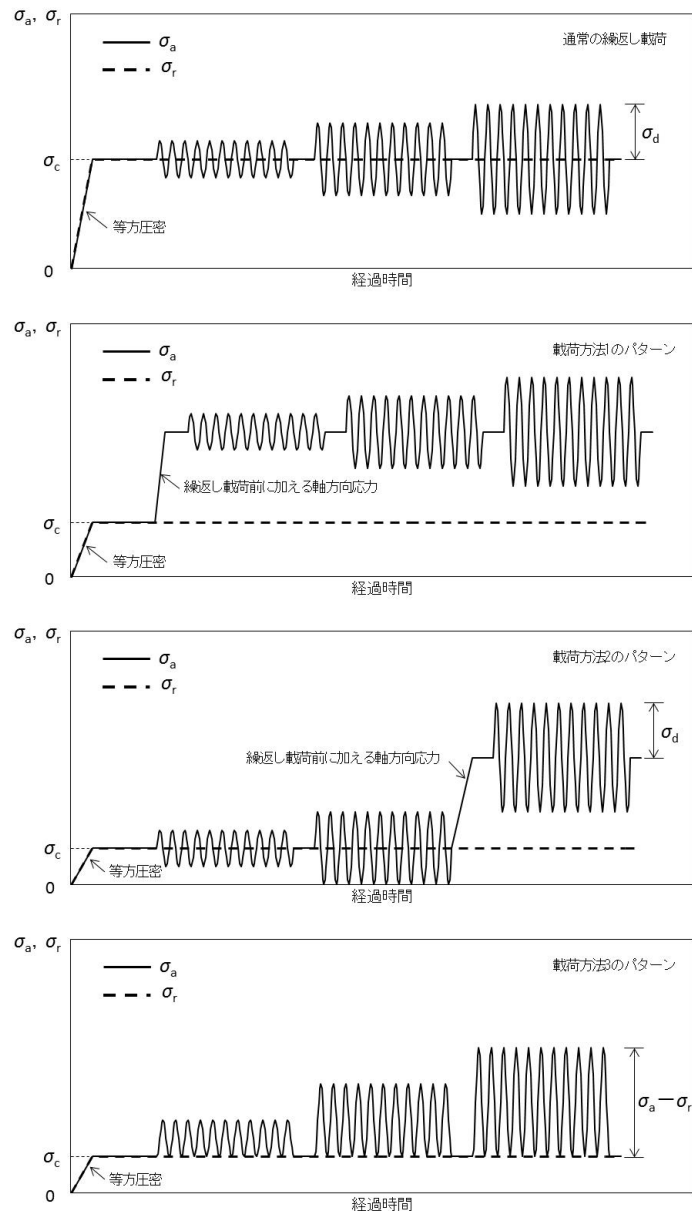 σa, σr
通常の繰返し載荷
σa
σr
σd
σc
等方圧密
0
経過時間
σa, σr
載荷方法1のパターン
σa
σr
繰返し載荷前に加える軸方向応力
σc
等方圧密
0
経過時間
σa, σr
載荷方法2のパターン
σa
σr
σd
繰返し載荷前に加える軸方向応力
σc
等方圧密
0
経過時間
σa, σr
載荷方法3のパターン
σa
σr
σa－σr
σc
等方圧密
0
経過時間